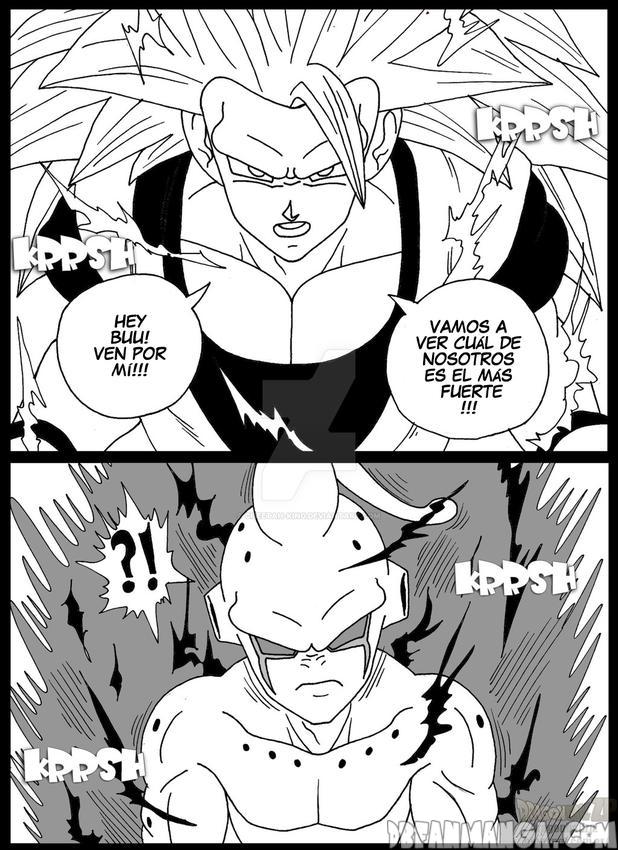 KRRSH
KRRSH
HEY
BUU!
VEN POR
MÍ!!!
VAMOS A
VER CUÁL DE
NOSOTROS
ES EL MÁS
FUERTE
!!!
?!
KRRSH
KRRSH
DREANMANGA.COM